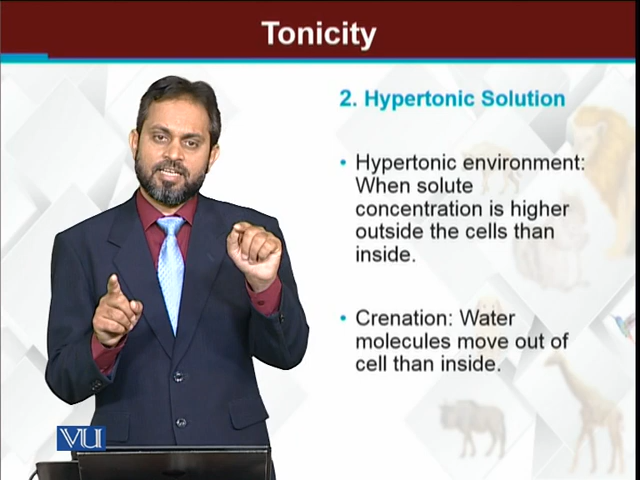 Tonicity
2. Hypertonic Solution
• Hypertonic environment:
When solute
concentration is higher
outside the cells than
inside.
• Crenation: Water
molecules move out of
cell than inside.
VU